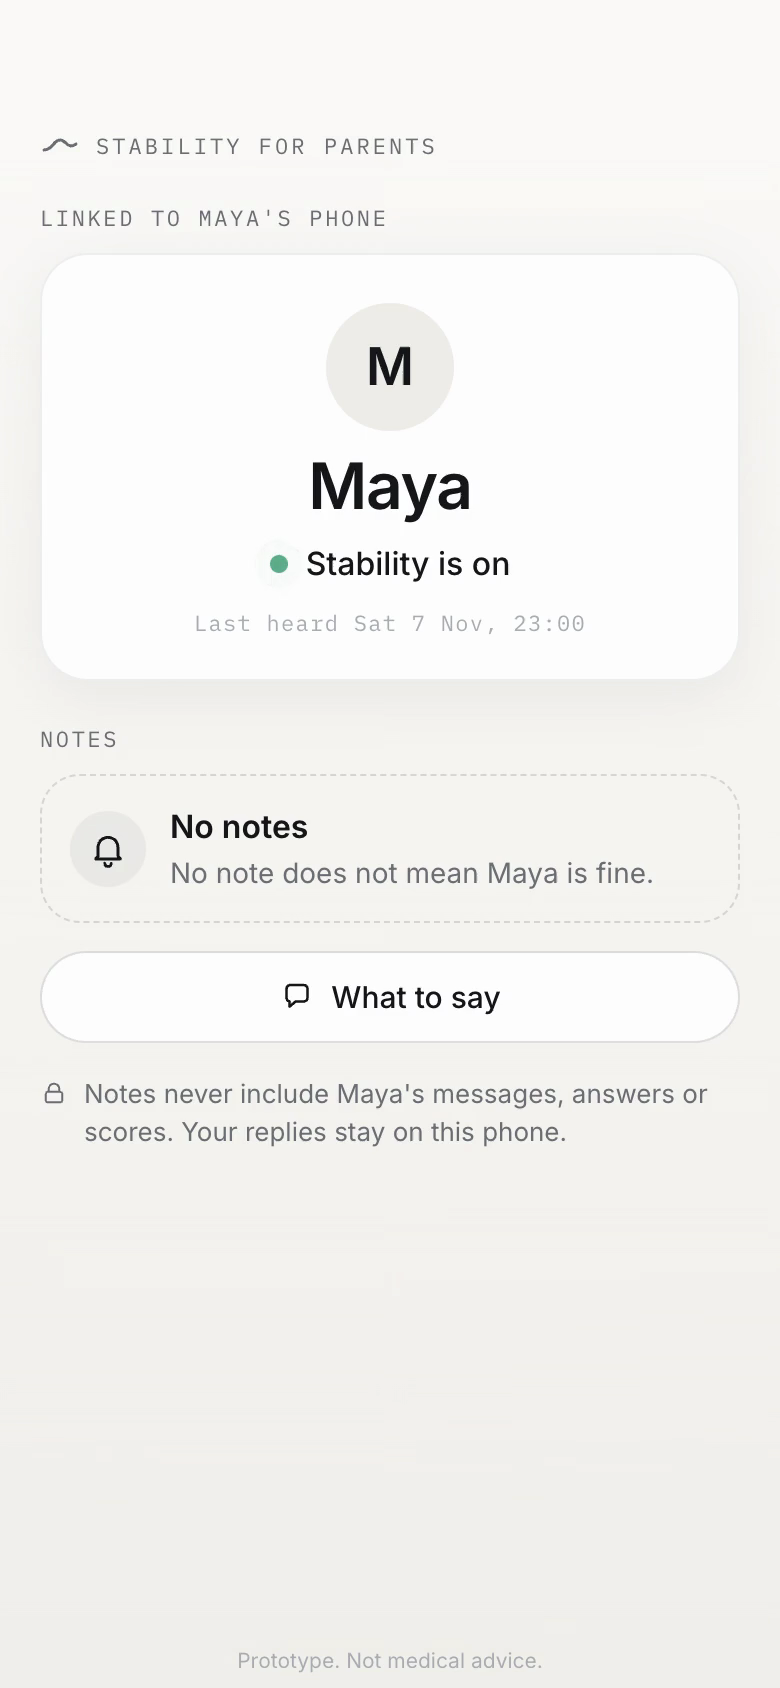 STABILITY FOR PARENTS
LINKED TO MAYA'S PHONE
M
Maya
Stability is on
Last heard Sat 7 Nov, 23:00
NOTES
No notes
No note does not mean Maya is fine.
What to say
Notes never include Maya's messages, answers or
scores. Your replies stay on this phone.
Prototype. Not medical advice.